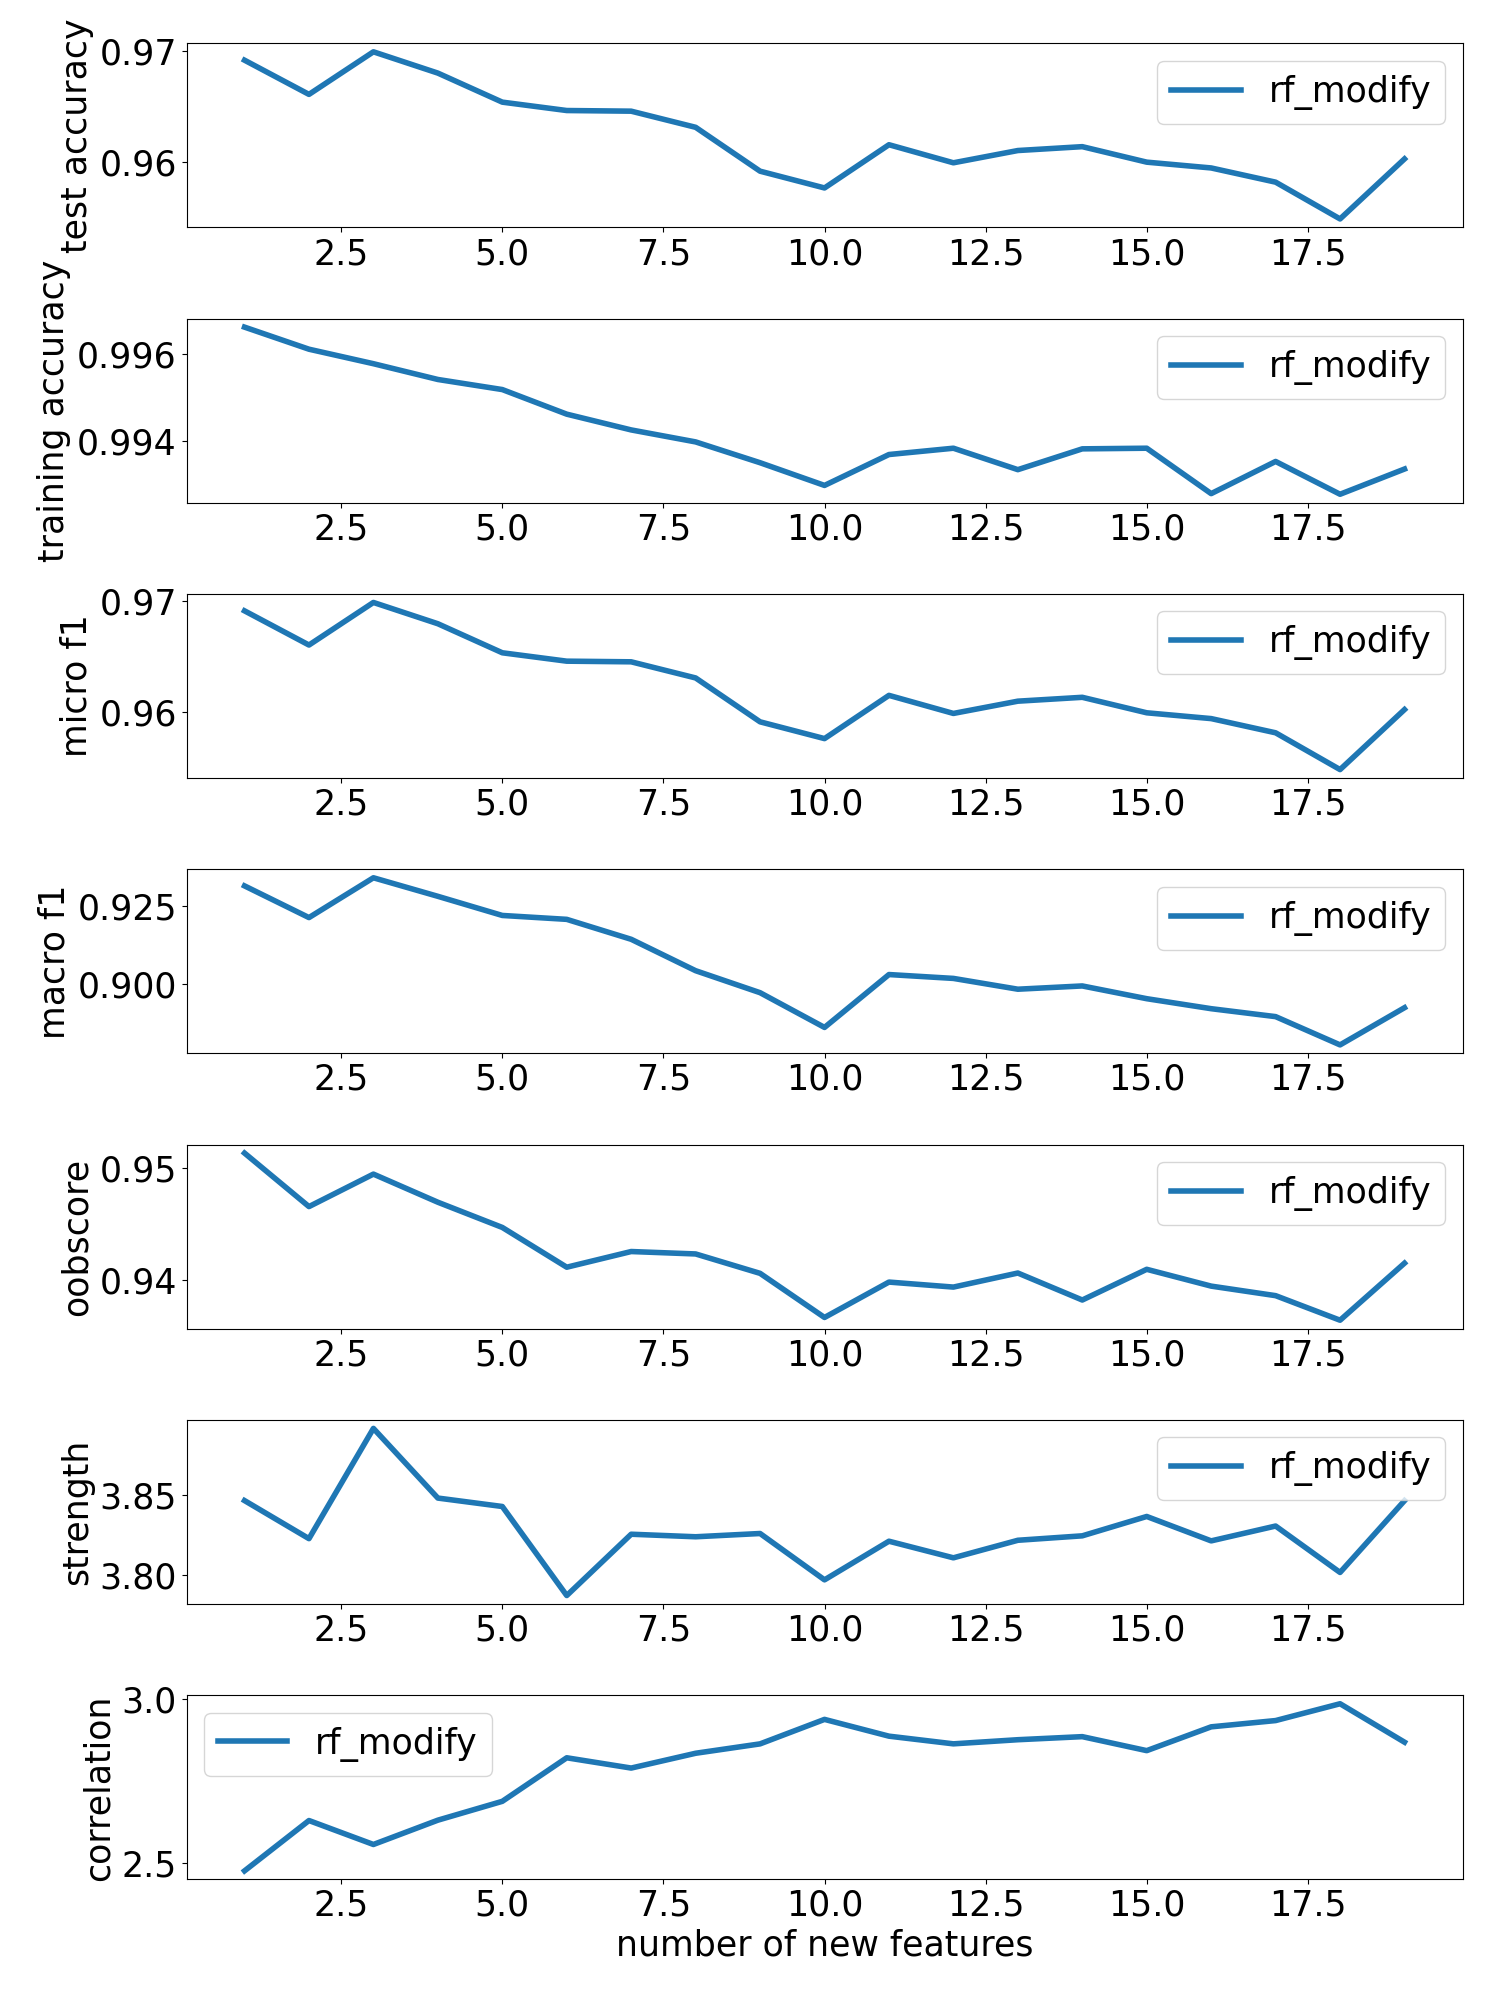 test accuracy
0.97
0.96
rf_modify
2.5 5.0 7.5 10.0 12.5 15.0 17.5
training accuracy
0.996
0.994
rf_modify
2.5 5.0 7.5 10.0 12.5 15.0 17.5
micro f1
0.97
0.96
rf_modify
2.5 5.0 7.5 10.0 12.5 15.0 17.5
macro f1
0.925
0.900
rf_modify
2.5 5.0 7.5 10.0 12.5 15.0 17.5
oobscore
0.95
0.94
rf_modify
2.5 5.0 7.5 10.0 12.5 15.0 17.5
strength
3.85
3.80
rf_modify
2.5 5.0 7.5 10.0 12.5 15.0 17.5
correlation
3.0
2.5
rf_modify
2.5 5.0 7.5 10.0 12.5 15.0 17.5
number of new features